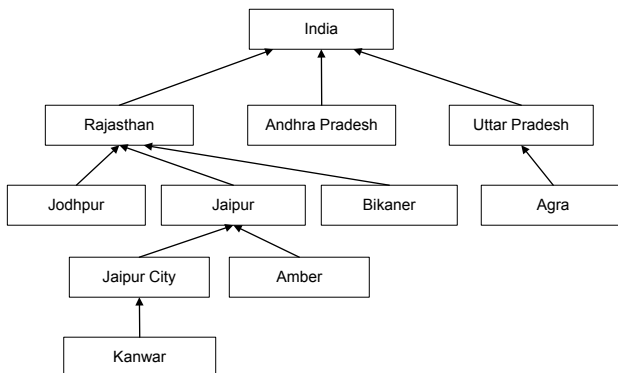 India
Rajasthan
Andhra Pradesh
Uttar Pradesh
Jodhpur
Jaipur
Bikaner
Agra
Jaipur City
Amber
Kanwar